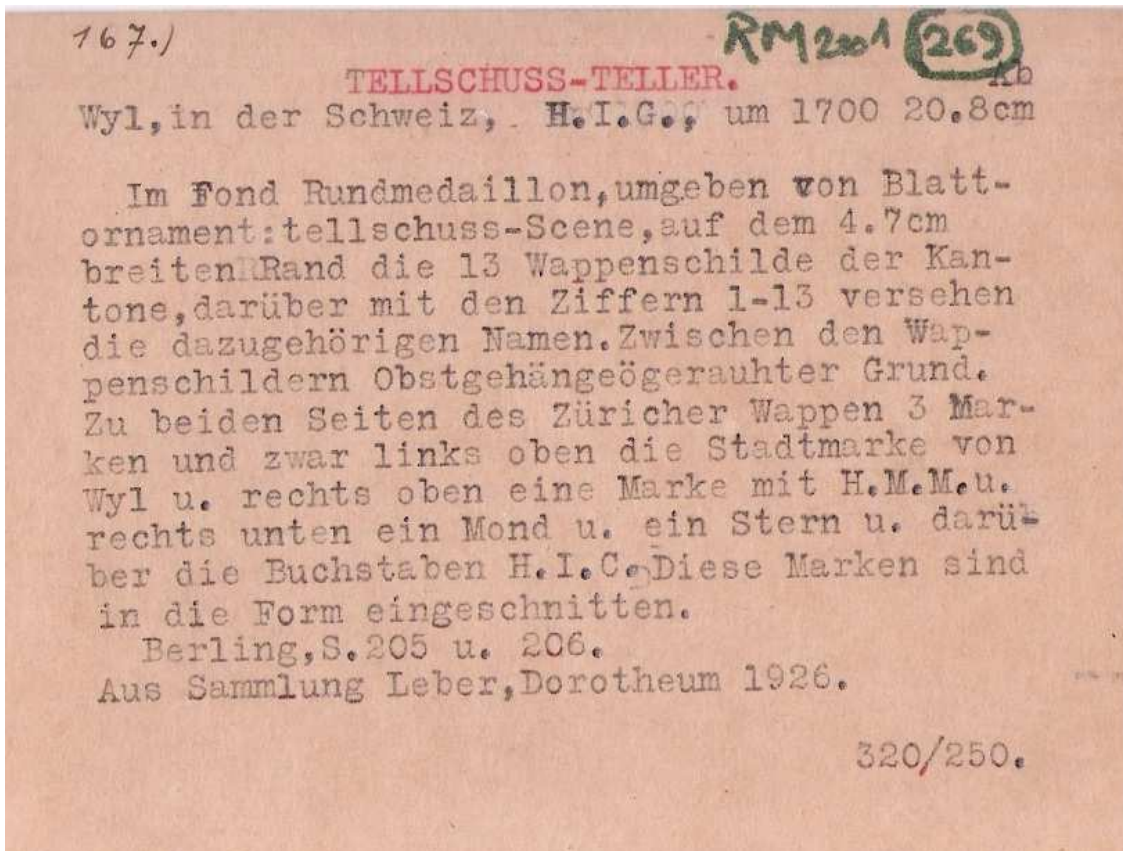 167.) RM 2001 269
TELLSCHUSS-TELLER. Ab
Wyl,in der Schweiz, H.I.G., um 1700 20.8cm
Im Fond Rundmedaillon,umgeben von Blatt-
ornament:tellschuss-Scene,auf dem 4.7cm
breiten Rand die 13 Wappenschilde der Kan-
tone,darüber mit den Ziffern 1-13 versehen
die dazugehörigen Namen.Zwischen den Wap-
penschildern Obstgehängeögerauhter Grund.
Zu beiden Seiten des Züricher Wappen 3 Mar-
ken und zwar links oben die Stadtmarke von
Wyl u. rechts oben eine Marke mit H.M.M.u.
rechts unten ein Mond u. ein Stern u. darü-
ber die Buchstaben H.I.C.Diese Marken sind
in die Form eingeschnitten.
Berling,S.205 u. 206.
Aus Sammlung Leber,Dorotheum 1926.
320/250.